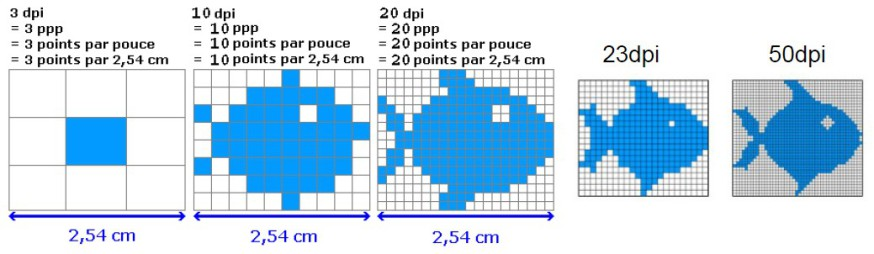 3 dpi
= 3 ppp
= 3 points par pouce
= 3 points par 2,54 cm
2,54 cm
10 dpi
= 10 ppp
= 10 points par pouce
= 10 points par 2,54 cm
2,54 cm
20 dpi
= 20 ppp
= 20 points par pouce
= 20 points par 2,54 cm
2,54 cm
23dpi
50dpi